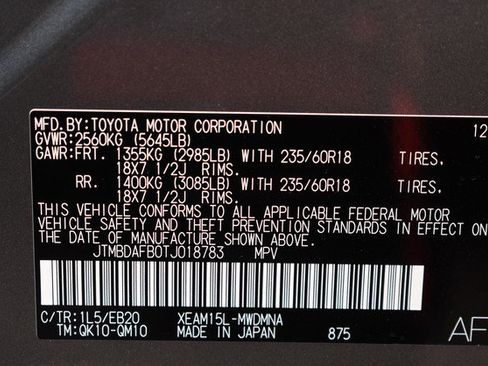 MFD.BY:TOYOTA MOTOR CORPORATION 12
GVWR:2560KG (5645LB)
GAWR:FRT. 1355KG (2985LB) WITH 235/60R18 TIRES.
18X7 1/2J RIMS.
RR. 1400KG (3085LB) WITH 235/60R18 TIRES.
18X7 1/2J RIMS.
THIS VEHICLE CONFORMS TO ALL APPLICABLE FEDERAL MOTOR
VEHICLE SAFETY AND THEFT PREVENTION STANDARDS IN EFFECT ON
THE DATE OF MANUFACTURE SHOWN ABOVE.
JTMBDAFB0TJ018783 MPV
C/TR:1L5/EB20 XEAM15L-MWDMNA
TM:QK10-QM10 MADE IN JAPAN 875 AF